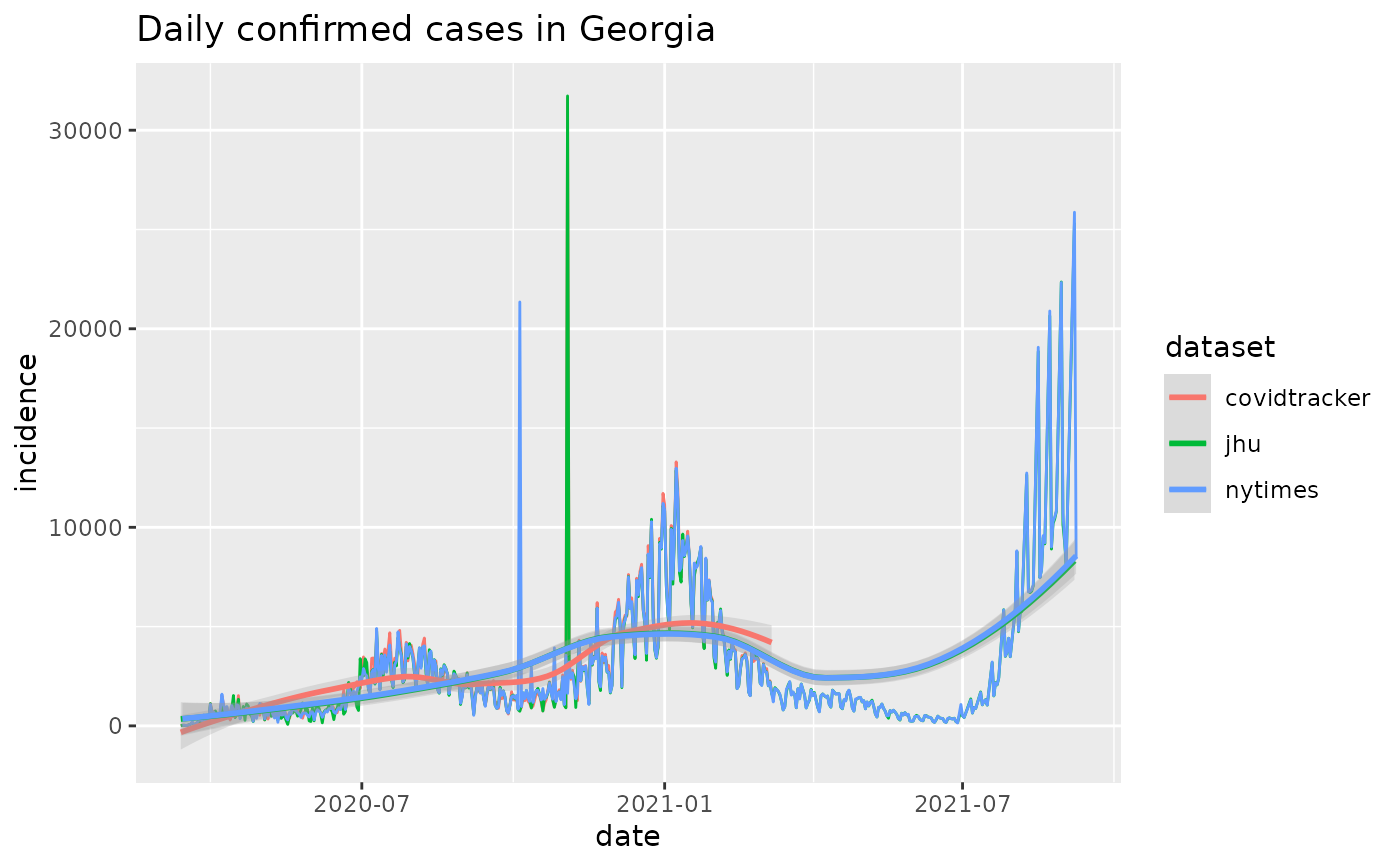 Daily confirmed cases in Georgia
30000
20000
10000
0
incidence
2020-07
2021-01
2021-07
date
dataset
covidtracker
jhu
nytimes